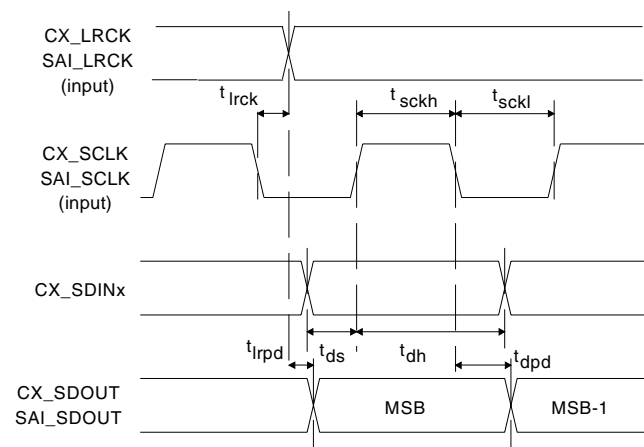 CX_LRCK
SAI_LRCK
(input)
t lrck
t sckh
t sckl
CX_SCLK
SAI_SCLK
(input)
CX_SDINx
t lrpd
t ds
t dh
t dpd
CX_SDOUT
SAI_SDOUT
MSB
MSB-1